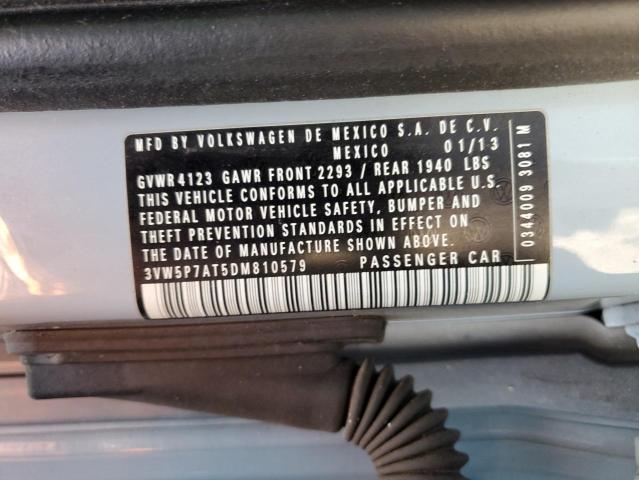 MFD BY VOLKSWAGEN DE MEXICO S.A. DE C.V.
MEXICO 01/13
GVWR 4123 GAWR FRONT 2293 / REAR 1940 LBS
THIS VEHICLE CONFORMS TO ALL APPLICABLE U.S.
FEDERAL MOTOR VEHICLE SAFETY, BUMPER AND
THEFT PREVENTION STANDARDS IN EFFECT ON
THE DATE OF MANUFACTURE SHOWN ABOVE.
3VW5P7AT5DM810579 PASSENGER CAR
0344009 3081 M